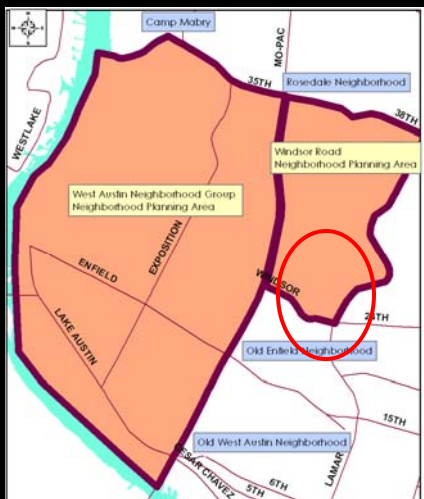 Camp Mabry
MO-PAC
35TH
Rosedale Neighborhood
38TH
WESTLAKE
Windsor Road
Neighborhood Planning Area
West Austin Neighborhood Group
Neighborhood Planning Area
EXPOSITION
ENFIELD
WINDSOR
LAKE AUSTIN
24TH
Old Enfield Neighborhood
15TH
Old West Austin Neighborhood
LAMAR
CESAR CHAVEZ
6TH
5TH